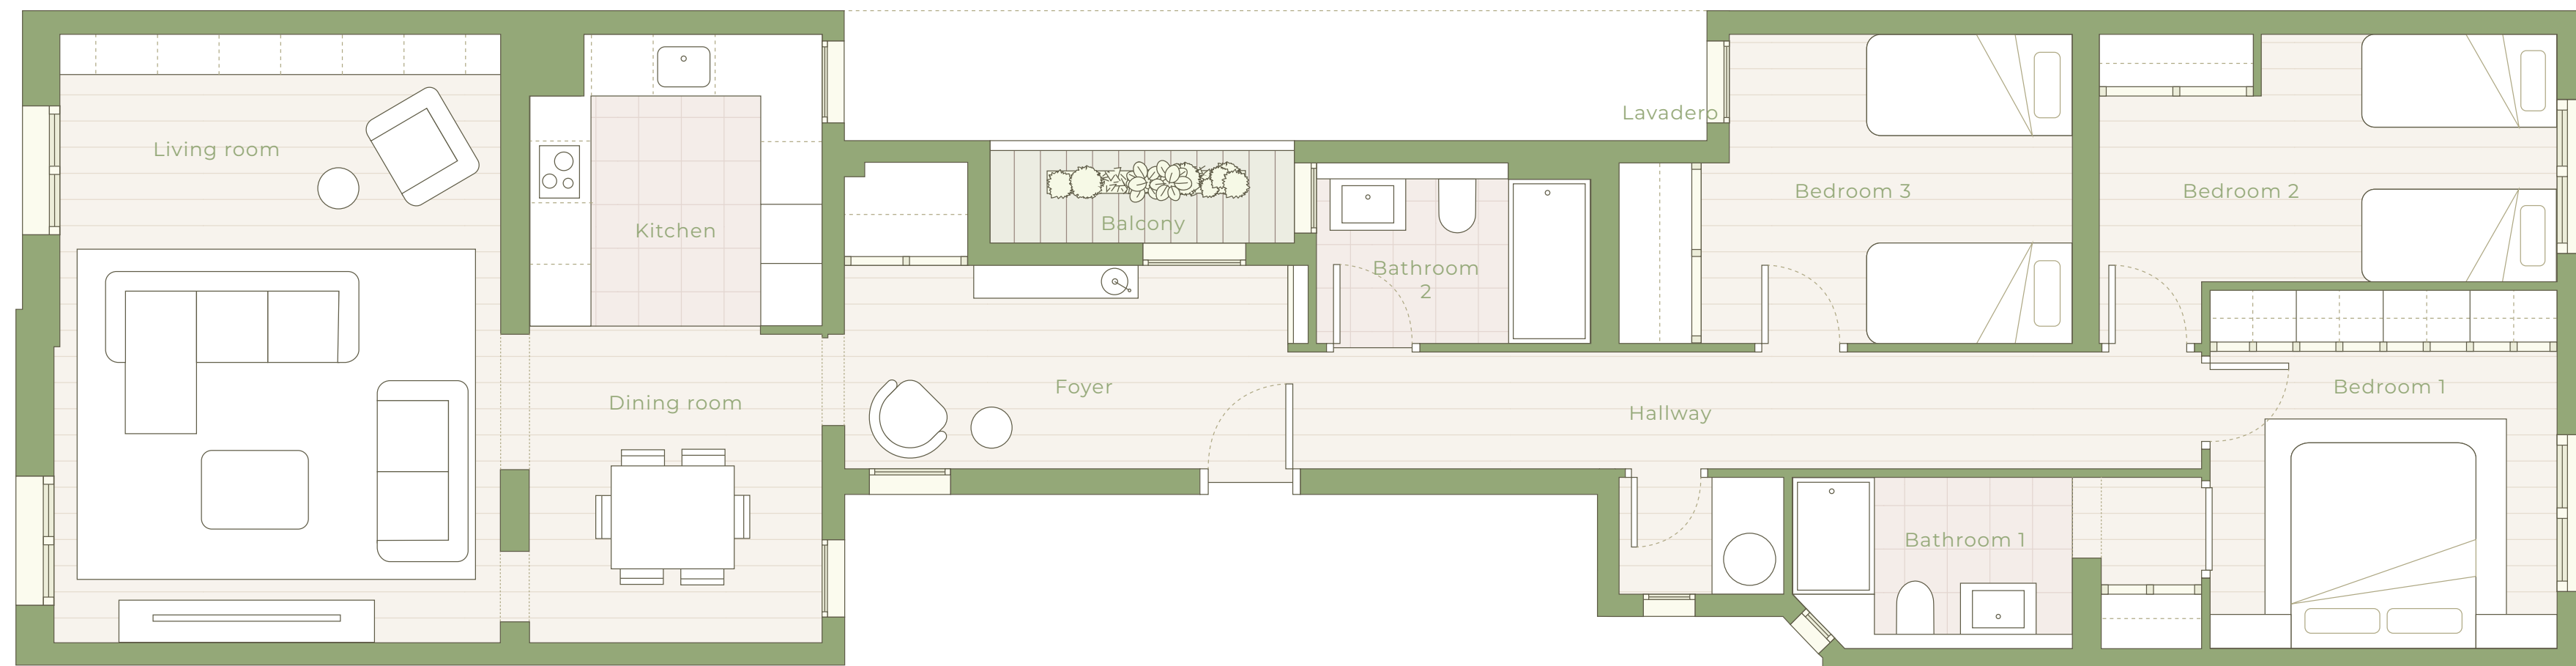 Living room
Kitchen
Dining room
Foyer
Balcony
Bathroom
2
Lavadero
Bedroom 3
Bedroom 2
Hallway
Bedroom 1
Bathroom 1